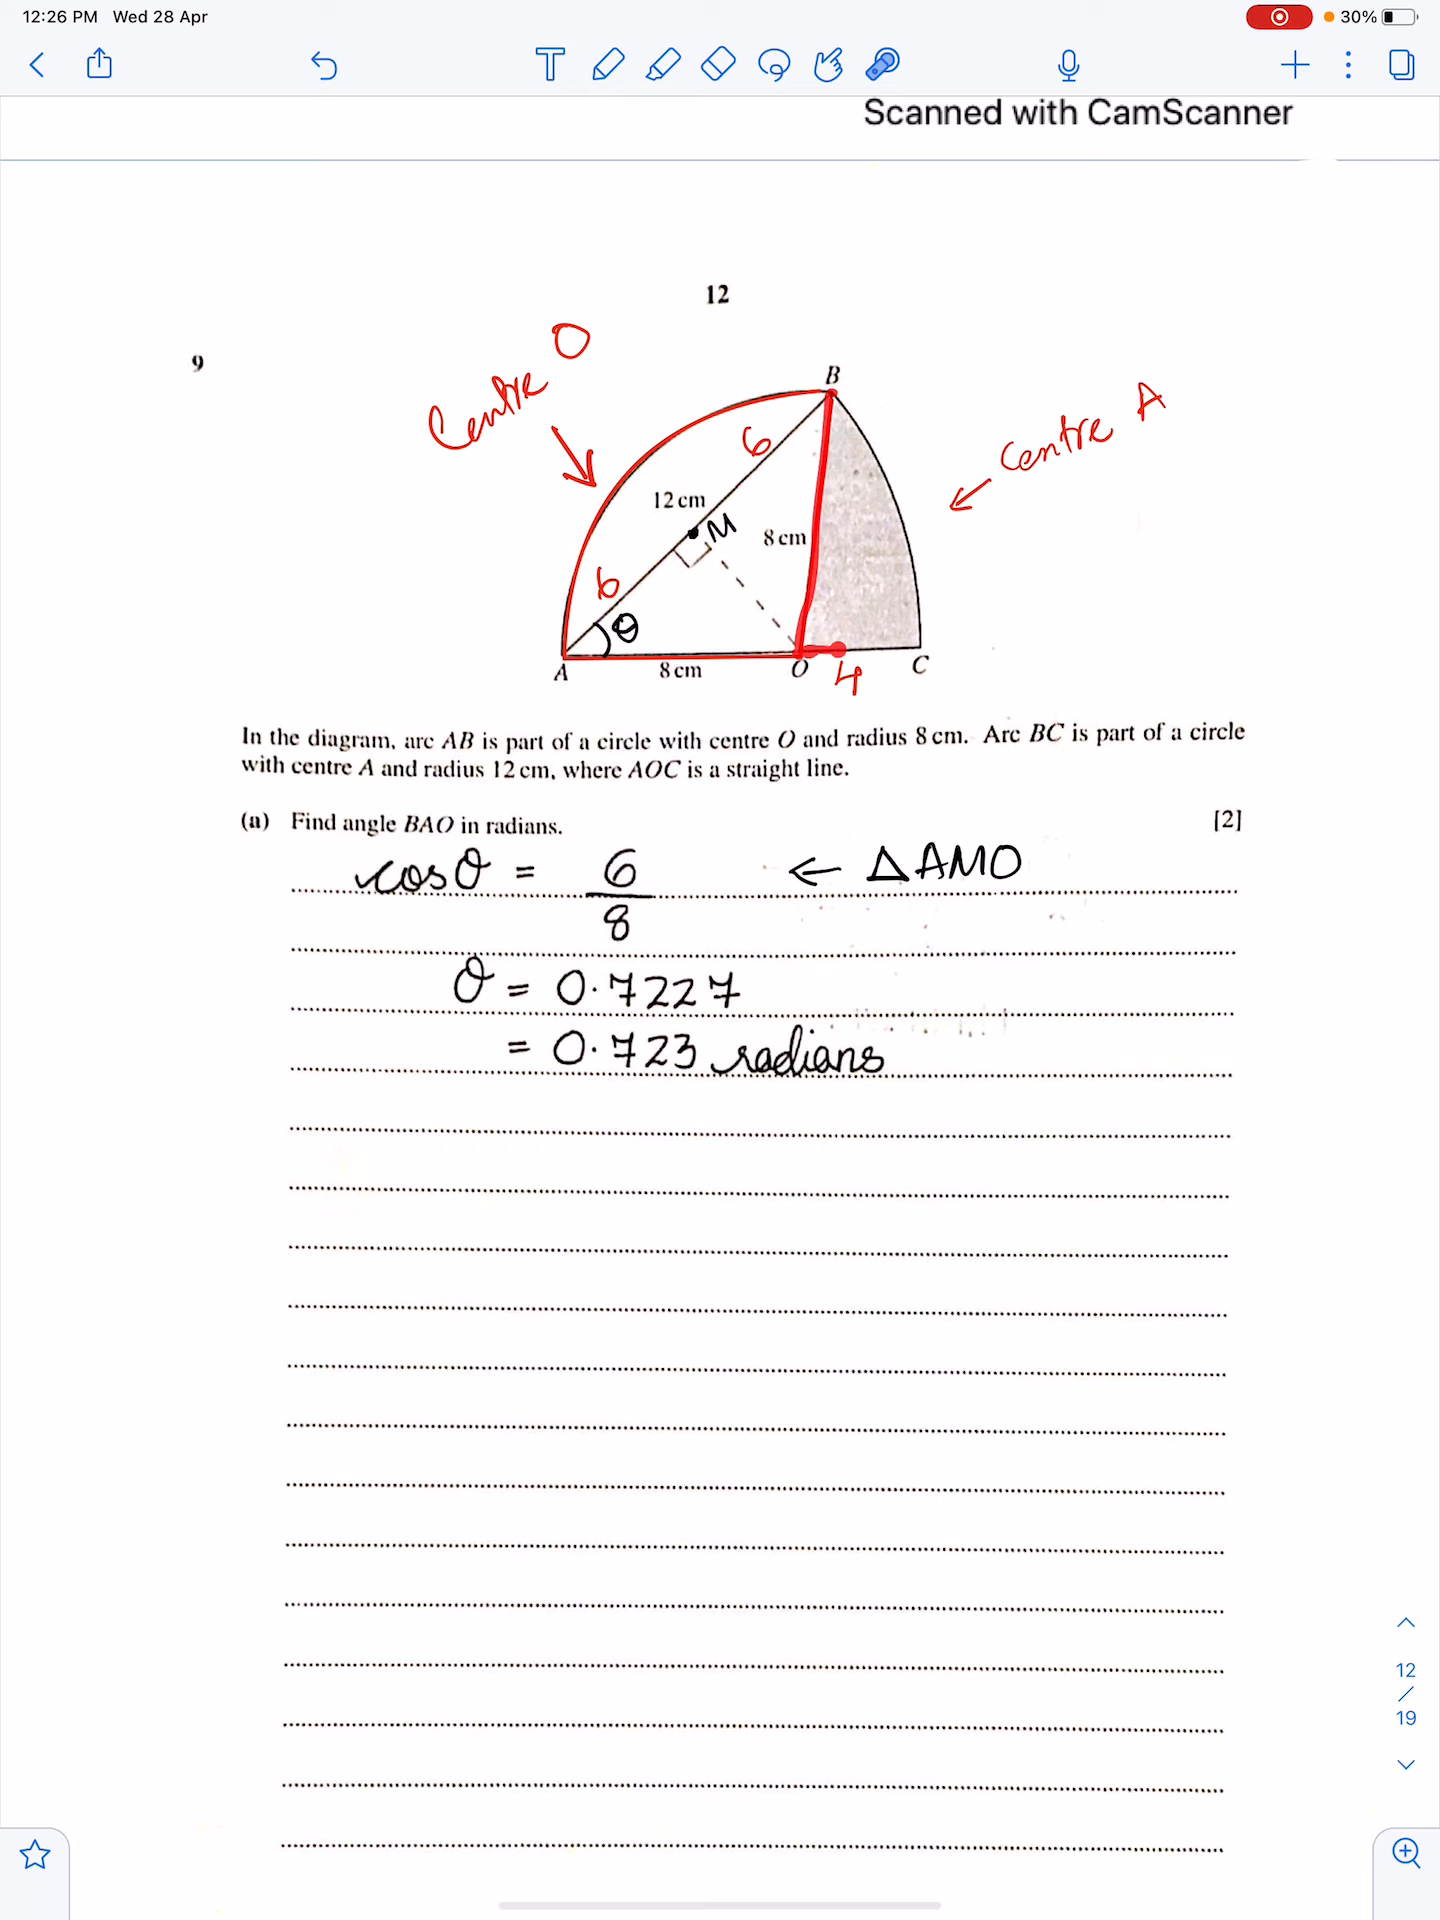 12:26 PM Wed 28 Apr
30%
Scanned with CamScanner
12
9
Centre O
B
Centre A
6
12 cm
M
8 cm
6
θ
A
8 cm
O
4
C
In the diagram, arc AB is part of a circle with centre O and radius 8 cm. Arc BC is part of a circle
with centre A and radius 12 cm, where AOC is a straight line.
(a) Find angle BAO in radians. [2]
cosθ = 6/8 ← ΔAMO
θ = 0.7227
= 0.723 radians
12
/
19